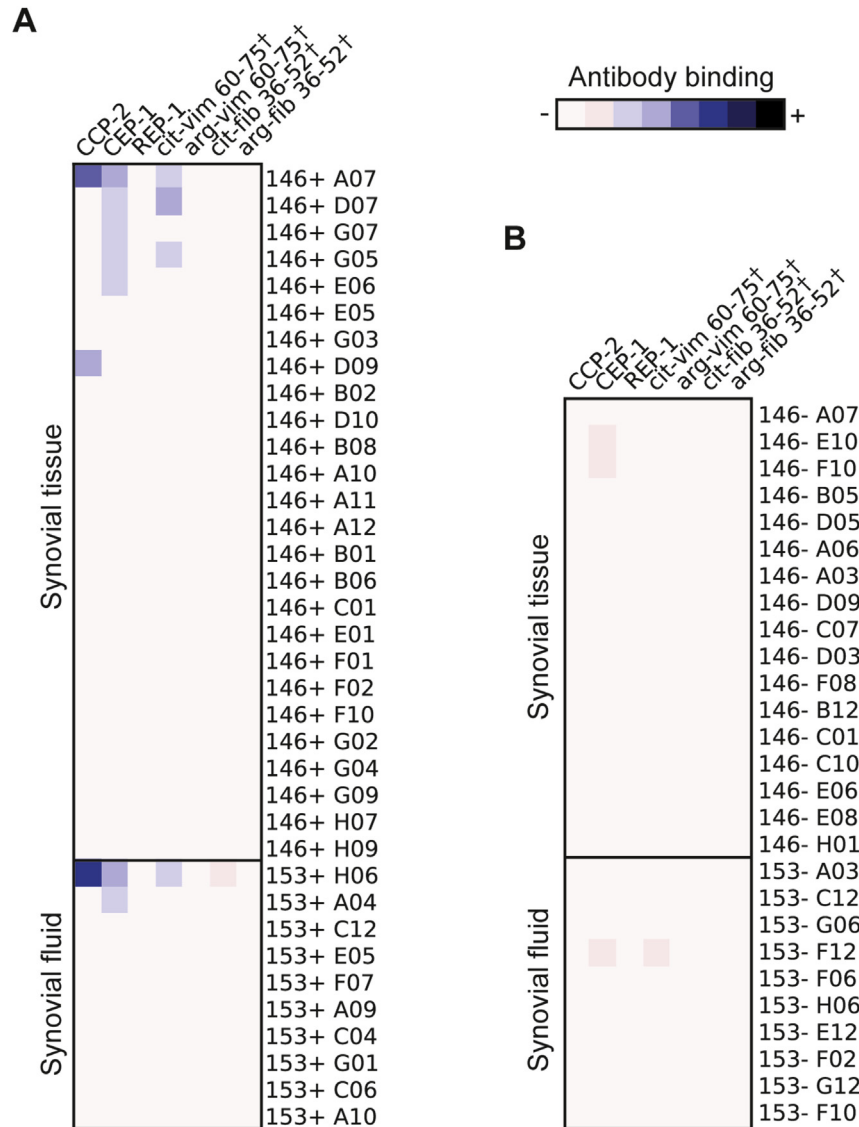 A
CCP-2
CEP-1
REP-1
cit-vim 60-75†
arg-vim 60-75†
cit-fib 36-52†
arg-fib 36-52†
Antibody binding
- +
Synovial tissue
146+ A07
146+ D07
146+ G07
146+ G05
146+ E06
146+ E05
146+ G03
146+ D09
146+ B02
146+ D10
146+ B08
146+ A10
146+ A11
146+ A12
146+ B01
146+ B06
146+ C01
146+ E01
146+ F01
146+ F02
146+ F10
146+ G02
146+ G04
146+ G09
146+ H07
146+ H09
Synovial fluid
153+ H06
153+ A04
153+ C12
153+ E05
153+ F07
153+ A09
153+ C04
153+ G01
153+ C06
153+ A10
B
CCP-2
CEP-1
REP-1
cit-vim 60-75†
arg-vim 60-75†
cit-fib 36-52†
arg-fib 36-52†
Synovial tissue
146- A07
146- E10
146- F10
146- B05
146- D05
146- A06
146- A03
146- D09
146- C07
146- D03
146- F08
146- B12
146- C01
146- C10
146- E06
146- E08
146- H01
Synovial fluid
153- A03
153- C12
153- G06
153- F12
153- F06
153- H06
153- E12
153- F02
153- G12
153- F10